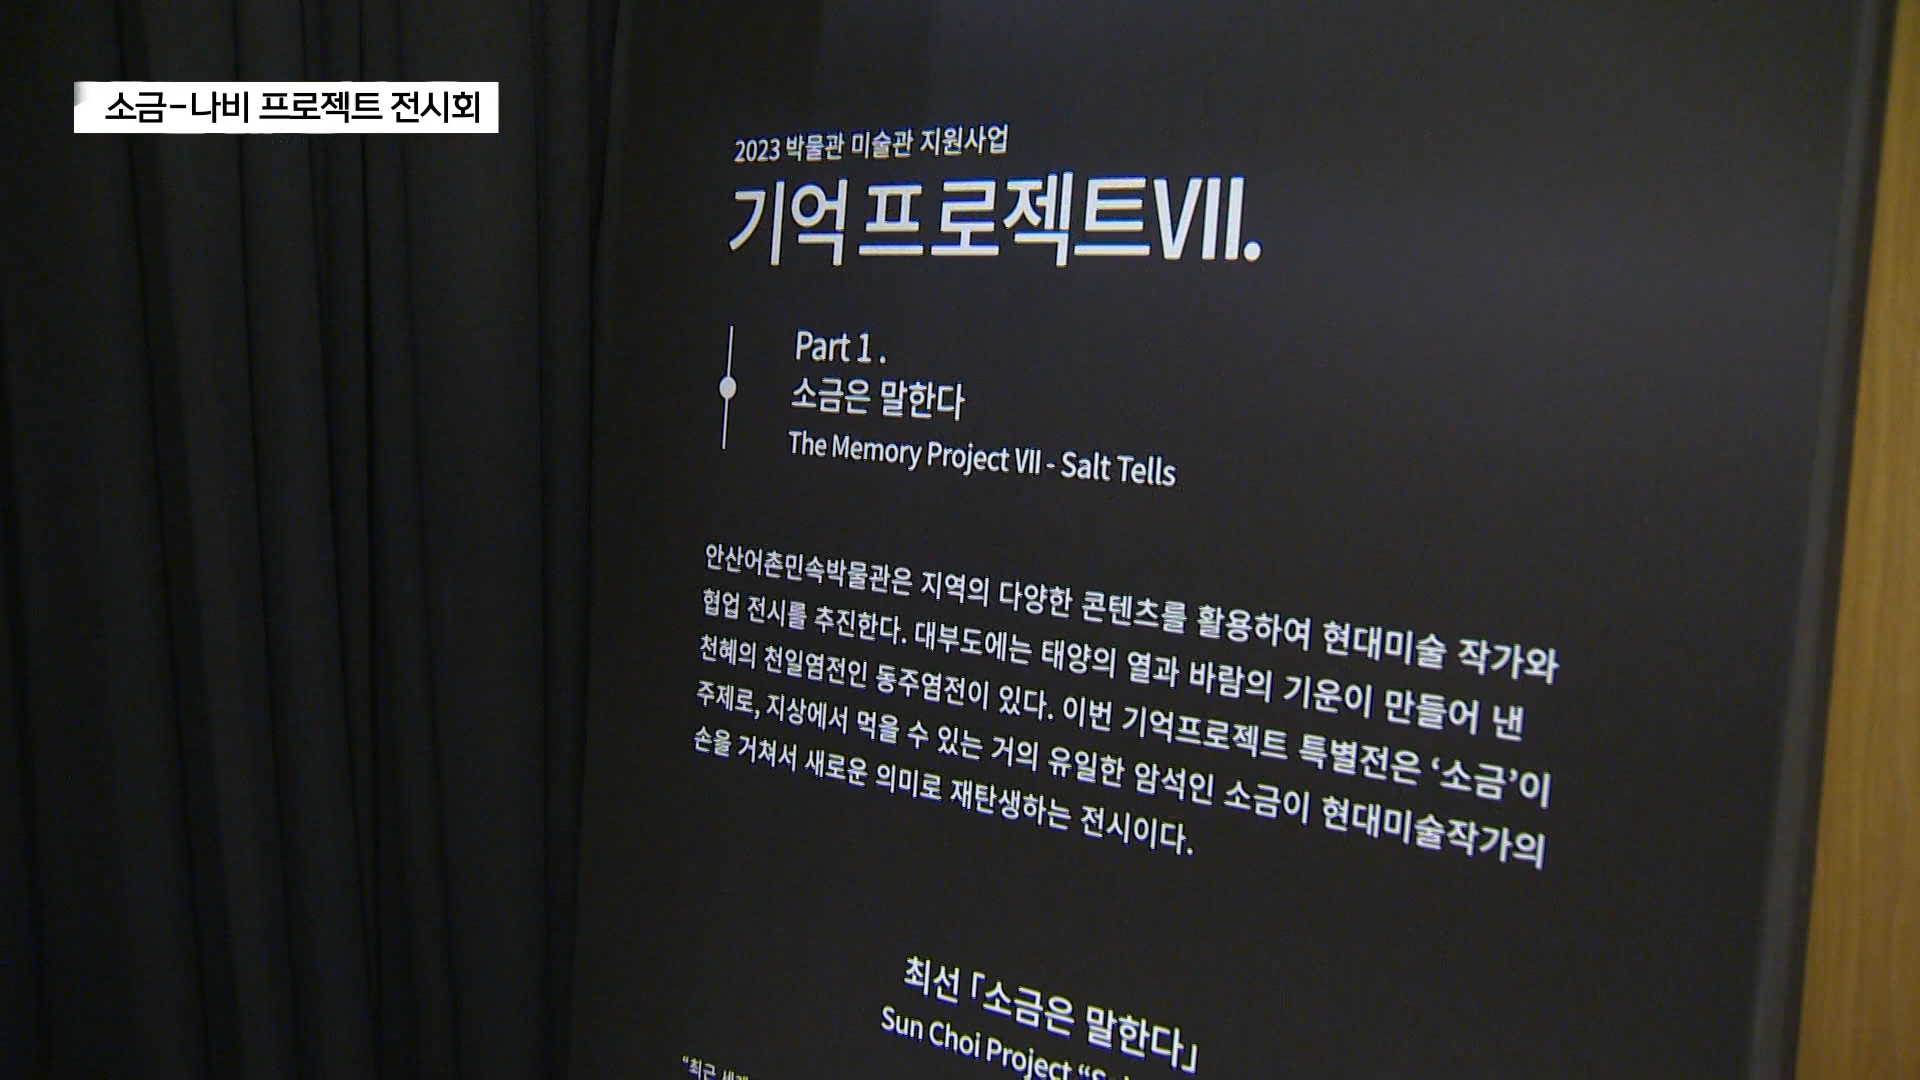 소금-나비 프로젝트 전시회
2023 박물관 미술관 지원사업
기억프로젝트VII.
Part 1 .
소금은 말한다
The Memory Project VII - Salt Tells
안산어촌민속박물관은 지역의 다양한 콘텐츠를 활용하여 현대미술 작가와
협업 전시를 추진한다. 대부도에는 태양의 열과 바람의 기운이 만들어 낸
천혜의 천일염전인 동주염전이 있다. 이번 기억프로젝트 특별전은 ‘소금’이
주제로, 지상에서 먹을 수 있는 거의 유일한 암석인 소금이 현대미술작가의
손을 거쳐서 새로운 의미로 재탄생하는 전시이다.
최선 「소금은 말한다」
Sun Choi Project
“최근